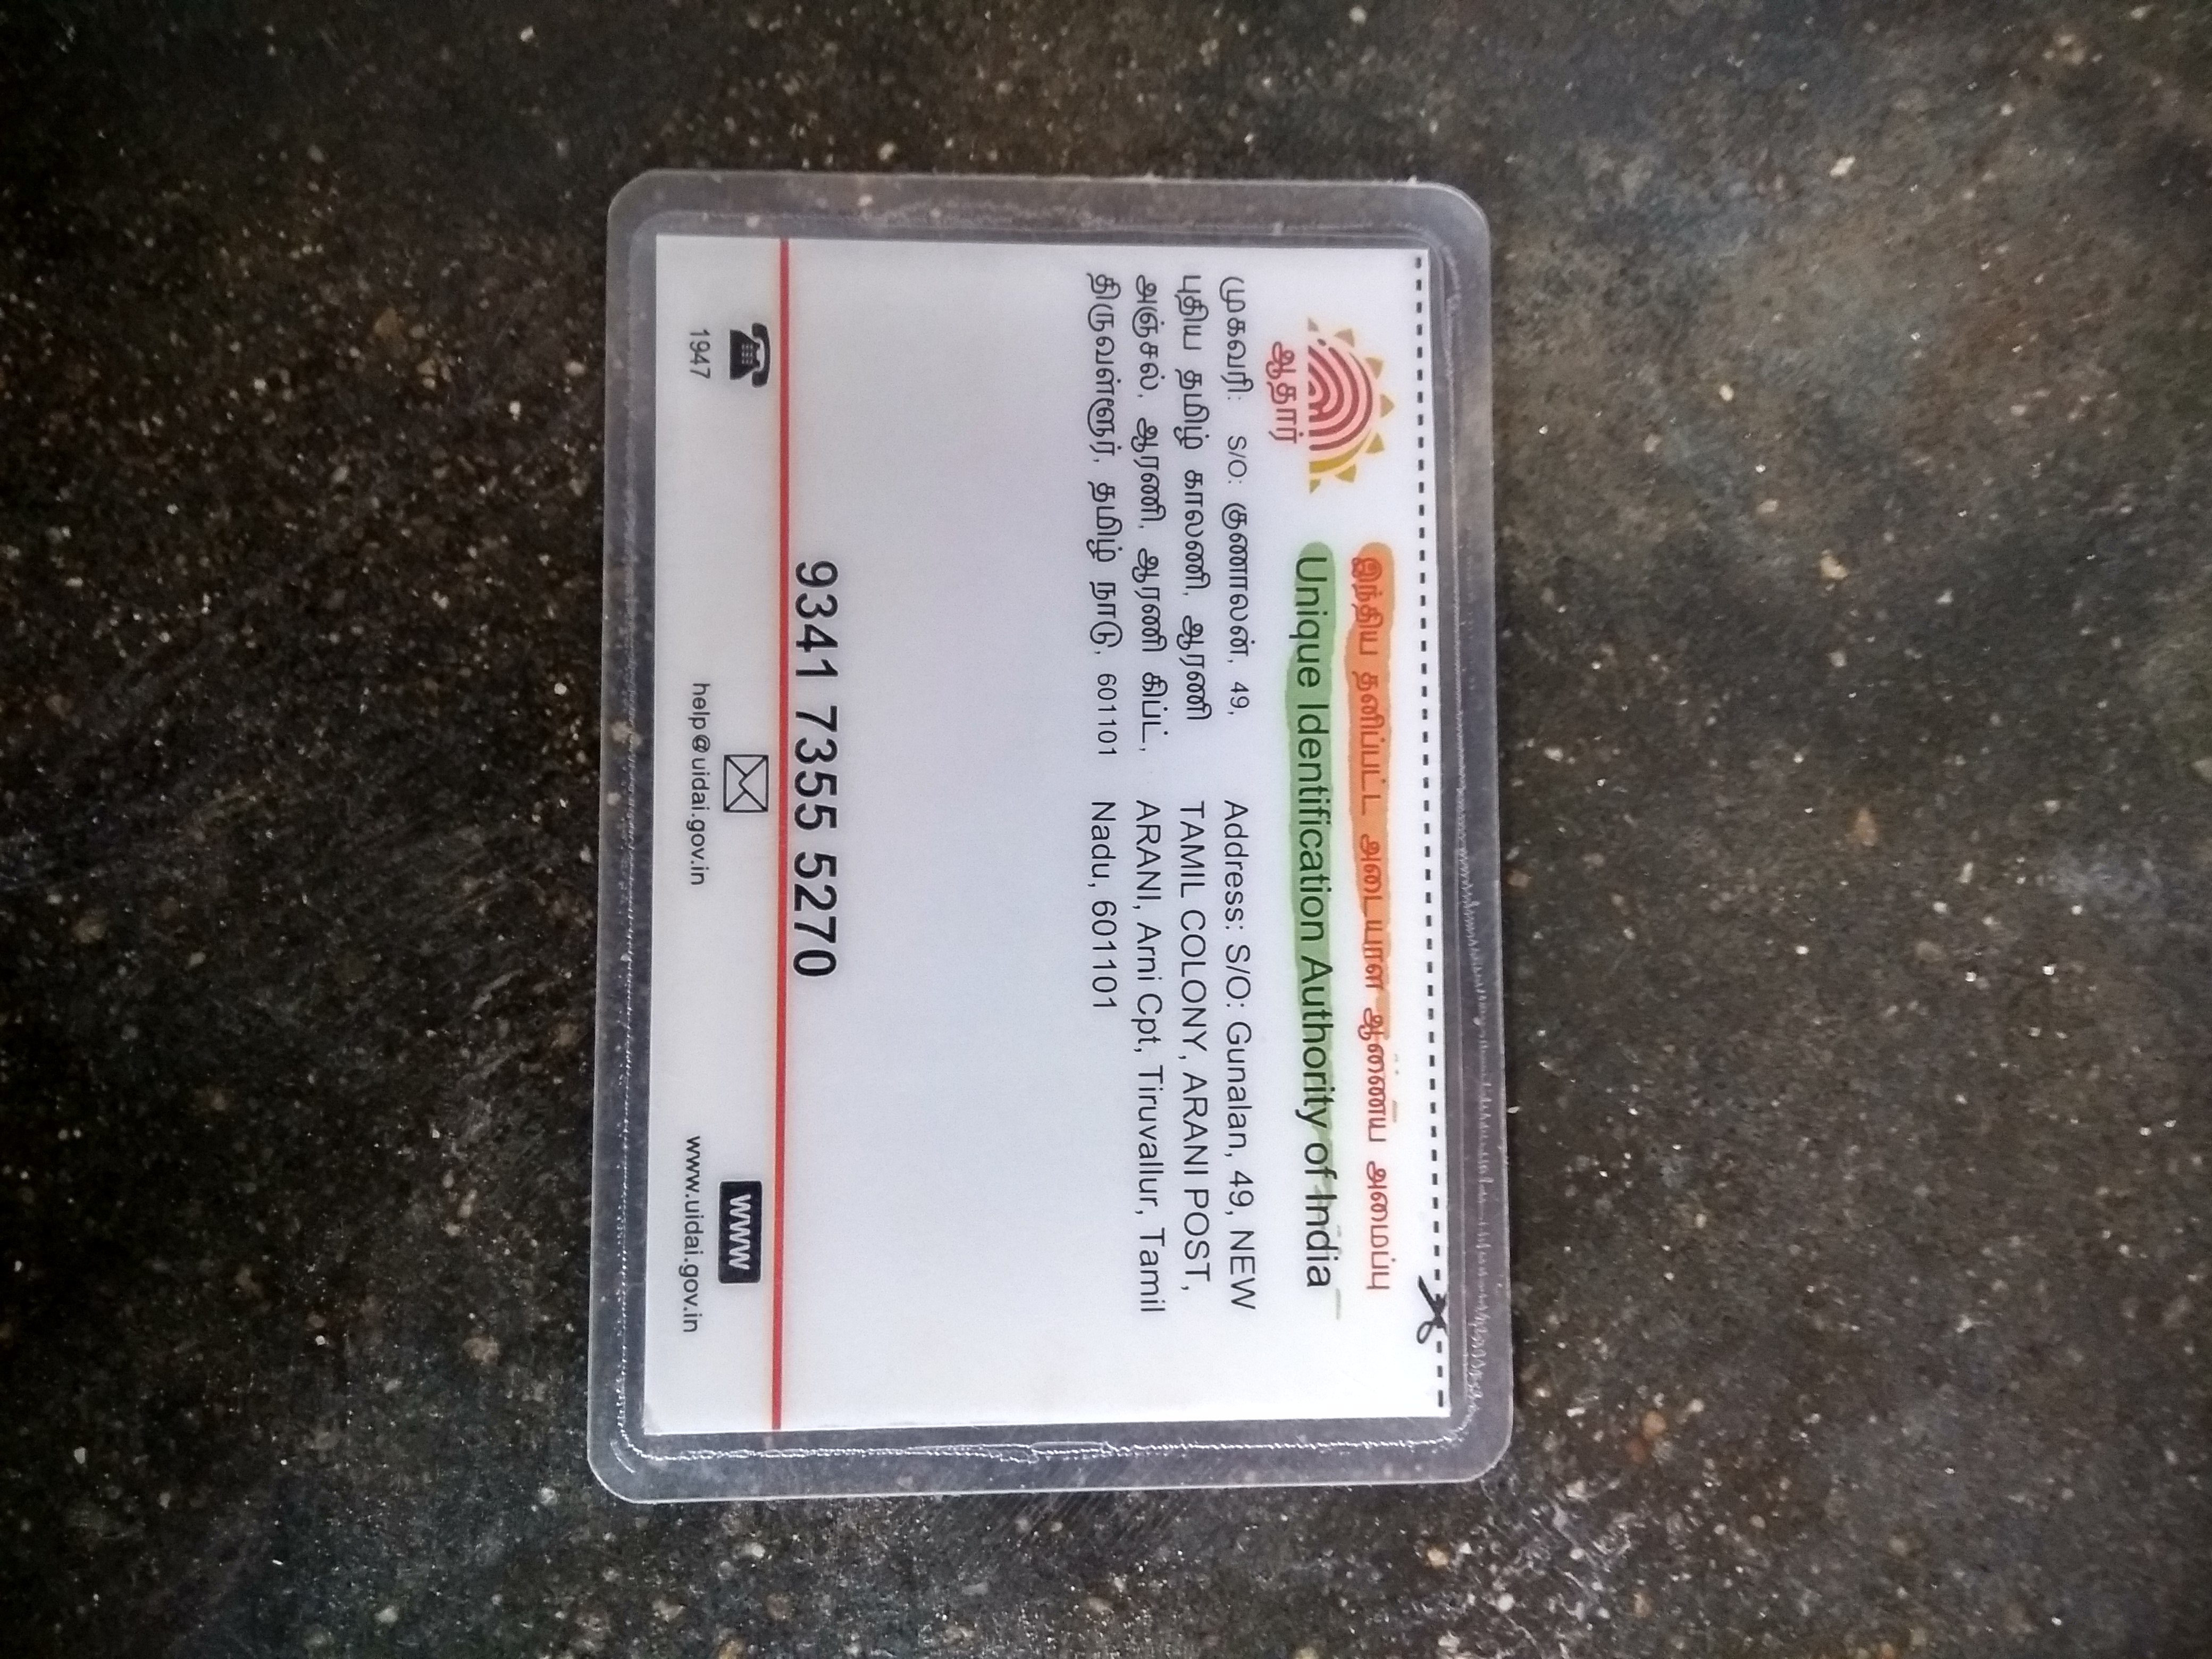 இந்திய தனிப்பட்ட அடையாள ஆணைய அமைப்பு
Unique Identification Authority of India
ஆதார்
முகவரி: S/O: குணாலன், 49,
புதிய தமிழ் காலணி, ஆரணி
அஞ்சல், ஆரணி, ஆரணி கிப்ட்,
திருவள்ளூர், தமிழ் நாடு, 601101
Address: S/O: Gunalan, 49, NEW
TAMIL COLONY, ARANI POST,
ARANI, Arni Cpt, Tiruvallur, Tamil
Nadu, 601101
9341 7355 5270
1947
help@uidai.gov.in
WWW
www.uidai.gov.in